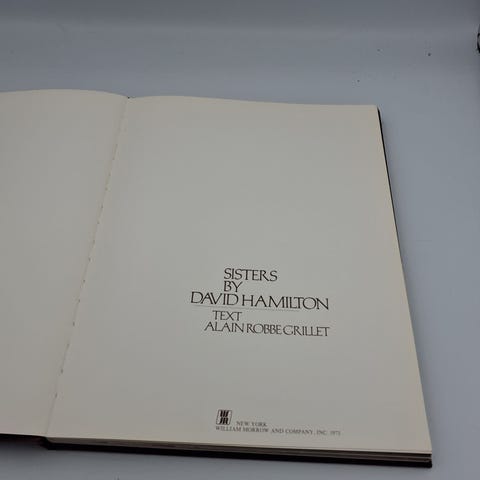 SISTERS
BY
DAVID HAMILTON
TEXT
ALAIN ROBBE GRILLET
NEW YORK
WILLIAM MORROW AND COMPANY, INC. 1973